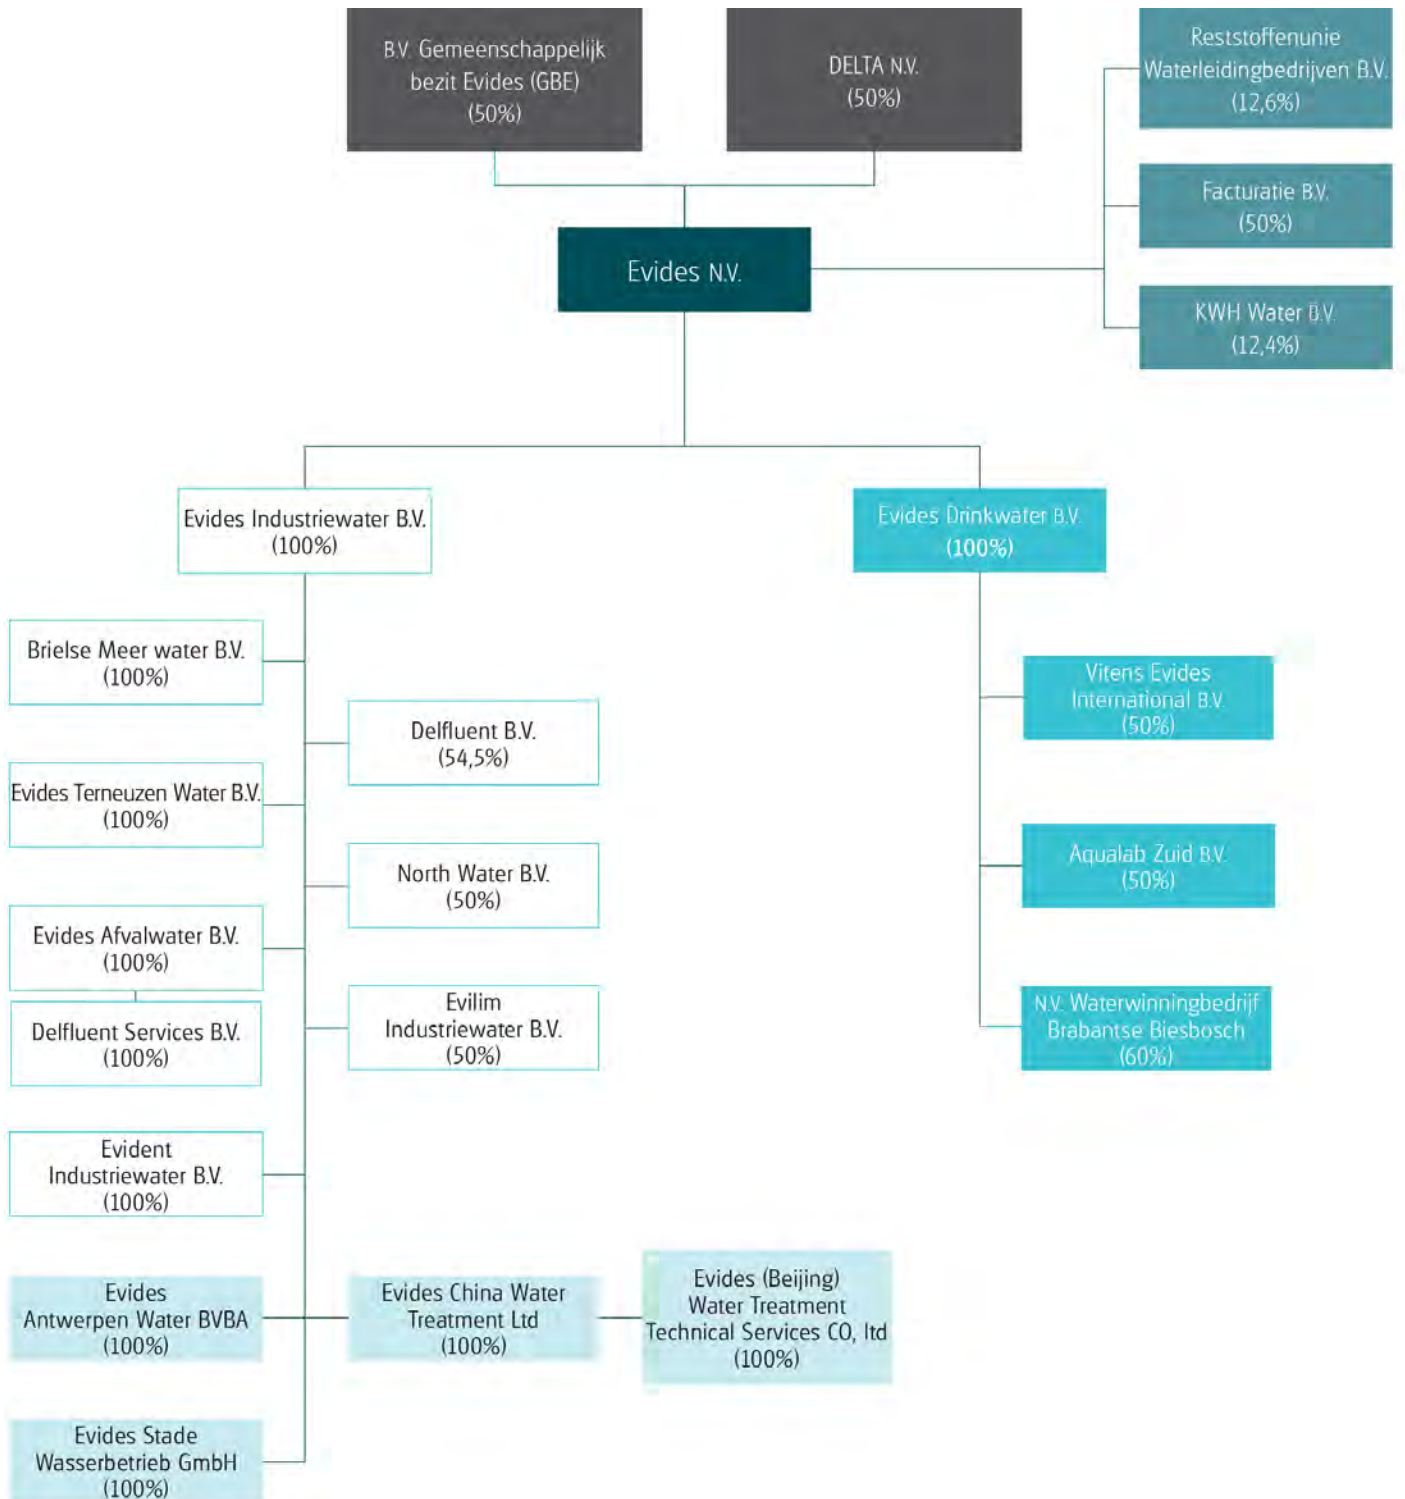 B.V. Gemeenschappelijk
bezit Evides (GBE)
(50%)
DELTA N.V.
(50%)
Reststoffenunie
Waterleidingbedrijven B.V.
(12,6%)
Facturatie B.V.
(50%)
KWH Water B.V.
(12,4%)
Evides N.V.
Evides Industriewater B.V.
(100%)
Evides Drinkwater B.V.
(100%)
Brielse Meer water B.V.
(100%)
Delfluent B.V.
(54,5%)
Evides Terneuzen Water B.V.
(100%)
North Water B.V.
(50%)
Evides Afvalwater B.V.
(100%)
Delfluent Services B.V.
(100%)
Evilim
Industriewater B.V.
(50%)
Evident
Industriewater B.V.
(100%)
Evides
Antwerpen Water BVBA
(100%)
Evides China Water
Treatment Ltd
(100%)
Evides (Beijing)
Water Treatment
Technical Services CO, ltd
(100%)
Evides Stade
Wasserbetrieb GmbH
(100%)
Vitens Evides
International B.V.
(50%)
Aqualab Zuid B.V.
(50%)
N.V. Waterwinningbedrijf
Brabantse Biesbosch
(60%)